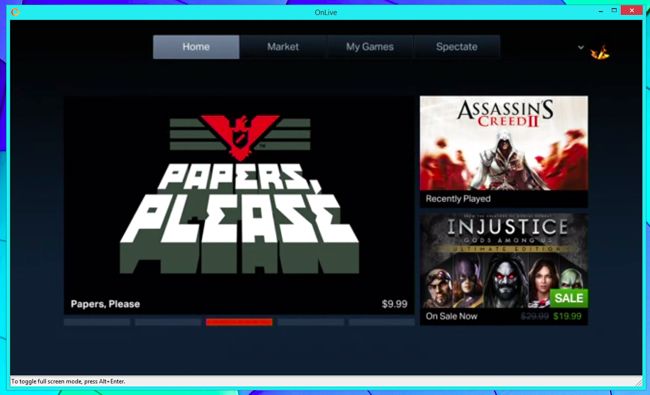 OnLive
Home
Market
My Games
Spectate
PAPERS,
PLEASE
Papers, Please
$9.99
ASSASSIN'S
CREED II
Recently Played
FROM THE CREATORS OF MORTAL KOMBAT
INJUSTICE
GODS AMONG US
ULTIMATE EDITION
SALE
On Sale Now
$29.99 $19.99
To toggle full screen mode, press Alt+Enter.